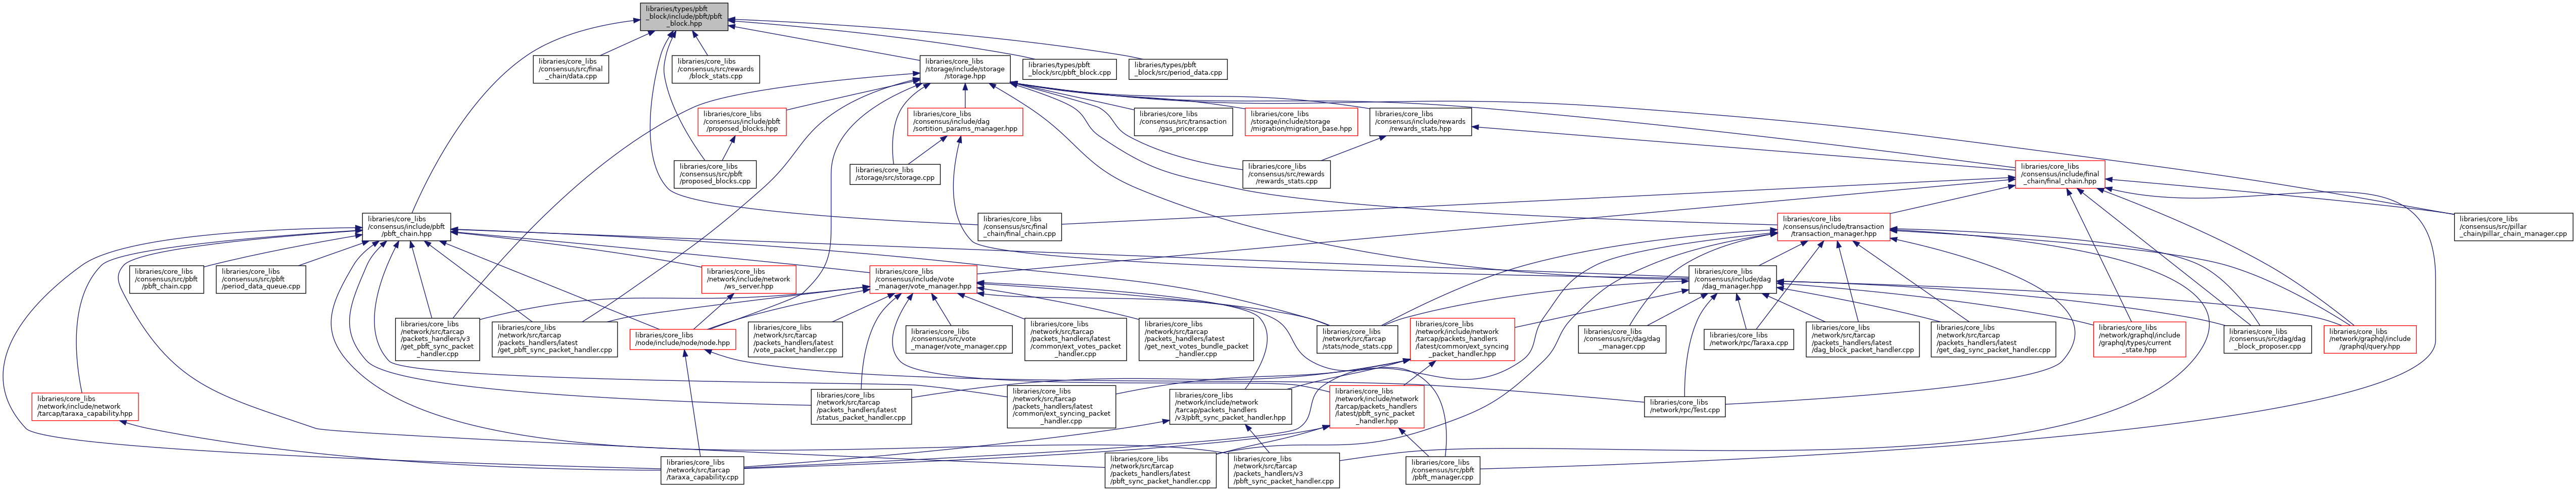 libraries/types/pbft
_block/include/pbft/pbft
_block.hpp
libraries/core_libs
/consensus/src/final
_chain/data.cpp
libraries/core_libs
/consensus/src/rewards
/block_stats.cpp
libraries/core_libs
/storage/include/storage
/storage.hpp
libraries/types/pbft
_block/src/pbft_block.cpp
libraries/types/pbft
_block/src/period_data.cpp
libraries/core_libs
/consensus/include/pbft
/proposed_blocks.hpp
libraries/core_libs
/consensus/include/dag
/sortition_params_manager.hpp
libraries/core_libs
/consensus/src/transaction
/gas_pricer.cpp
libraries/core_libs
/storage/include/storage
/migration/migration_base.hpp
libraries/core_libs
/consensus/include/rewards
/rewards_stats.hpp
libraries/core_libs
/consensus/src/pbft
/proposed_blocks.cpp
libraries/core_libs
/storage/src/storage.cpp
libraries/core_libs
/consensus/src/rewards
/rewards_stats.cpp
libraries/core_libs
/consensus/include/final
_chain/final_chain.hpp
libraries/core_libs
/consensus/include/pbft
/pbft_chain.hpp
libraries/core_libs
/consensus/src/final
_chain/final_chain.cpp
libraries/core_libs
/consensus/include/transaction
/transaction_manager.hpp
libraries/core_libs
/consensus/src/pillar
_chain/pillar_chain_manager.cpp
libraries/core_libs
/consensus/src/pbft
/pbft_chain.cpp
libraries/core_libs
/consensus/src/pbft
/period_data_queue.cpp
libraries/core_libs
/network/include/network
/ws_server.hpp
libraries/core_libs
/consensus/include/vote
_manager/vote_manager.hpp
libraries/core_libs
/consensus/include/dag
/dag_manager.hpp
libraries/core_libs
/network/src/tarcap
/packets_handlers/v3
/get_pbft_sync_packet
_handler.cpp
libraries/core_libs
/network/src/tarcap
/packets_handlers/latest
/get_pbft_sync_packet_handler.cpp
libraries/core_libs
/node/include/node/node.hpp
libraries/core_libs
/network/src/tarcap
/packets_handlers/latest
/vote_packet_handler.cpp
libraries/core_libs
/consensus/src/vote
_manager/vote_manager.cpp
libraries/core_libs
/network/src/tarcap
/packets_handlers/latest
/common/ext_votes_packet
_handler.cpp
libraries/core_libs
/network/src/tarcap
/packets_handlers/latest
/get_next_votes_bundle_packet
_handler.cpp
libraries/core_libs
/network/src/tarcap
/stats/node_stats.cpp
libraries/core_libs
/network/include/network
/tarcap/packets_handlers
/latest/common/ext_syncing
_packet_handler.hpp
libraries/core_libs
/consensus/src/dag/dag
_manager.cpp
libraries/core_libs
/network/rpc/Taraxa.cpp
libraries/core_libs
/network/src/tarcap
/packets_handlers/latest
/dag_block_packet_handler.cpp
libraries/core_libs
/network/src/tarcap
/packets_handlers/latest
/get_dag_sync_packet_handler.cpp
libraries/core_libs
/network/graphql/include
/graphql/types/current
_state.hpp
libraries/core_libs
/consensus/src/dag/dag
_block_proposer.cpp
libraries/core_libs
/network/graphql/include
/graphql/query.hpp
libraries/core_libs
/network/include/network
/tarcap/taraxa_capability.hpp
libraries/core_libs
/network/src/tarcap
/packets_handlers/latest
/status_packet_handler.cpp
libraries/core_libs
/network/src/tarcap
/packets_handlers/latest
/common/ext_syncing_packet
_handler.cpp
libraries/core_libs
/network/include/network
/tarcap/packets_handlers
/v3/pbft_sync_packet_handler.hpp
libraries/core_libs
/network/include/network
/tarcap/packets_handlers
/latest/pbft_sync_packet
_handler.hpp
libraries/core_libs
/network/rpc/Test.cpp
libraries/core_libs
/network/src/tarcap
/taraxa_capability.cpp
libraries/core_libs
/network/src/tarcap
/packets_handlers/latest
/pbft_sync_packet_handler.cpp
libraries/core_libs
/network/src/tarcap
/packets_handlers/v3
/pbft_sync_packet_handler.cpp
libraries/core_libs
/consensus/src/pbft
/pbft_manager.cpp